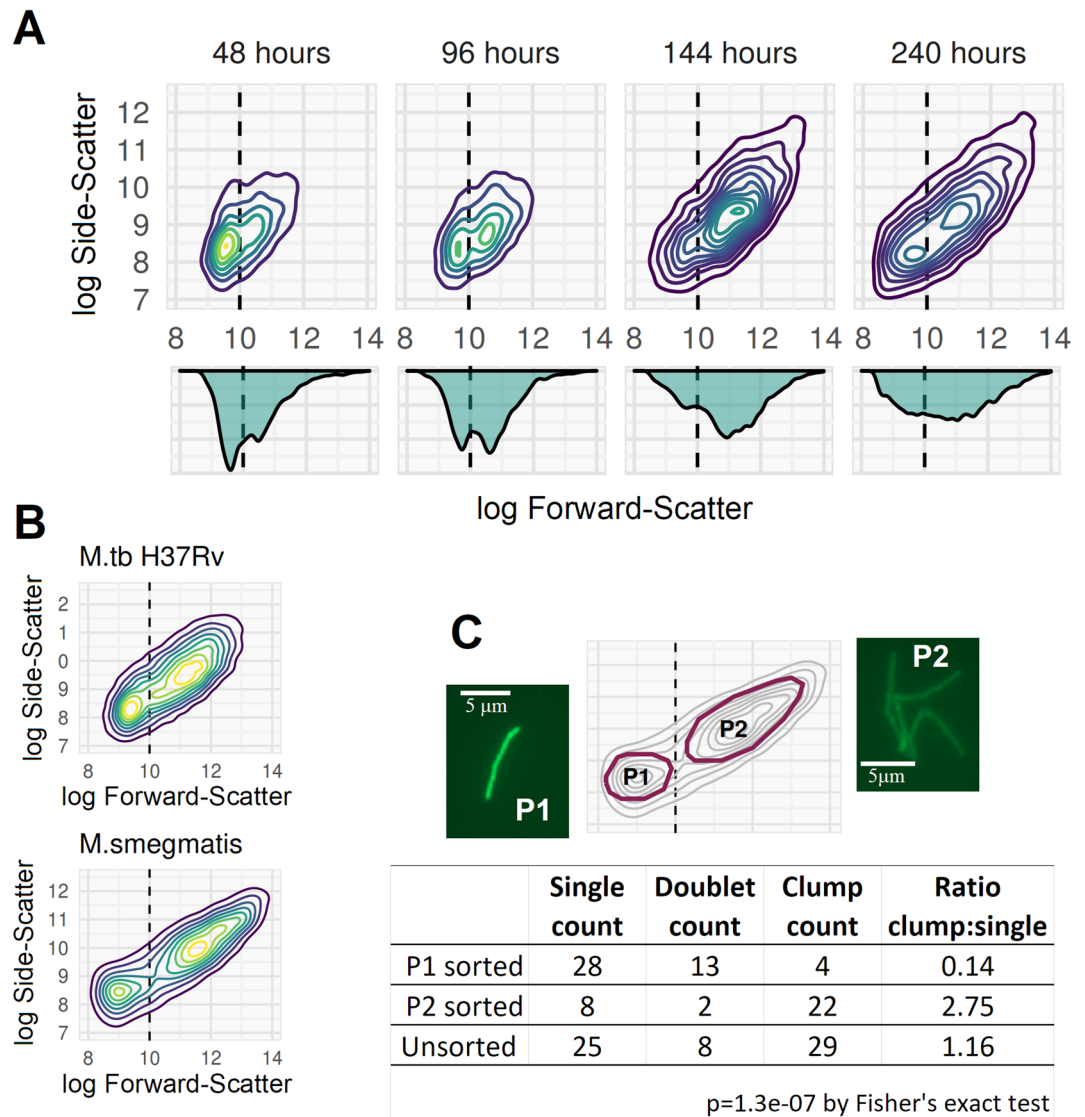 A
48 hours 96 hours 144 hours 240 hours
log Side-Scatter
12
11
10
9
8
7
8 10 12 14 8 10 12 14 8 10 12 14 8 10 12 14
log Forward-Scatter
B
M.tb H37Rv
log Side-Scatter
2
1
0
9
8
7
8 10 12 14
log Forward-Scatter
M.smegmatis
log Side-Scatter
12
11
10
9
8
7
8 10 12 14
log Forward-Scatter
C
5 μm
P1
P1
P2
P2
5μm
Single Doublet Clump Ratio
count count count clump:single
P1 sorted 28 13 4 0.14
P2 sorted 8 2 22 2.75
Unsorted 25 8 29 1.16
p=1.3e-07 by Fisher's exact test